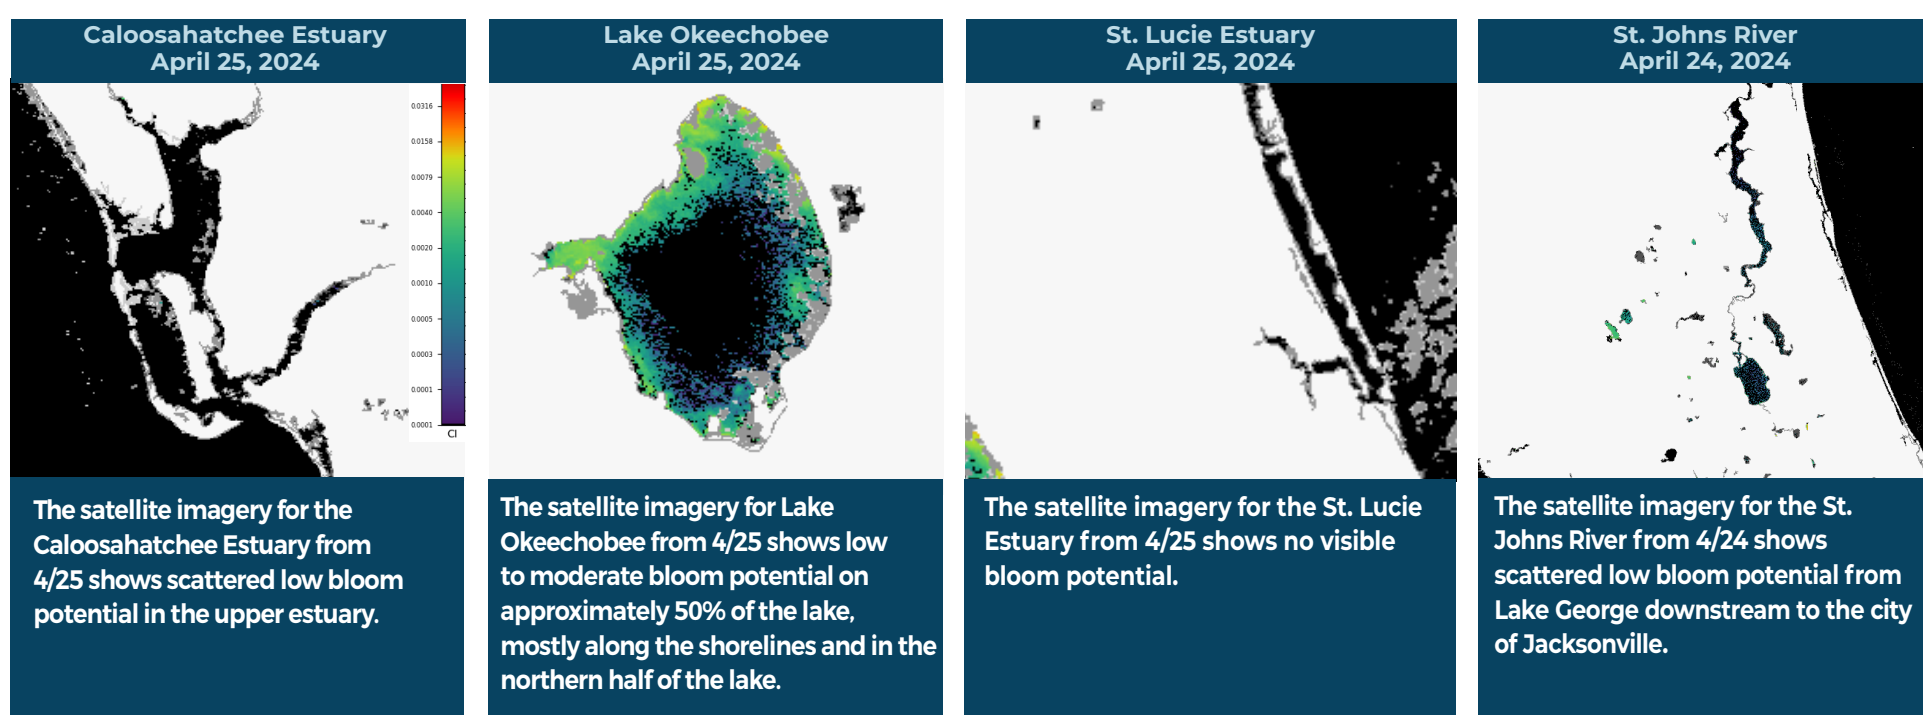 Caloosahatchee Estuary
April 25, 2024
0.0316
0.0158
0.0079
0.0040
0.0020
0.0010
0.0005
0.0003
0.0001
0.0001
CI
The satellite imagery for the
Caloosahatchee Estuary from
4/25 shows scattered low bloom
potential in the upper estuary.
Lake Okeechobee
April 25, 2024
The satellite imagery for Lake
Okeechobee from 4/25 shows low
to moderate bloom potential on
approximately 50% of the lake,
mostly along the shorelines and in the
northern half of the lake.
St. Lucie Estuary
April 25, 2024
The satellite imagery for the St. Lucie
Estuary from 4/25 shows no visible
bloom potential.
St. Johns River
April 24, 2024
The satellite imagery for the St.
Johns River from 4/24 shows
scattered low bloom potential from
Lake George downstream to the city
of Jacksonville.